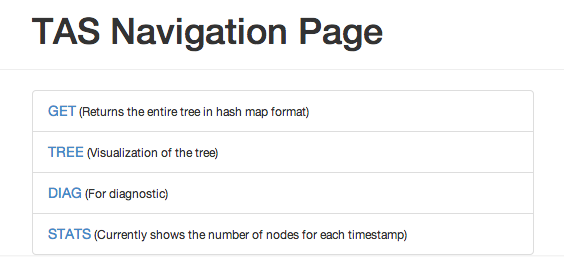 TAS Navigation Page
GET (Returns the entire tree in hash map format)
TREE (Visualization of the tree)
DIAG (For diagnostic)
STATS (Currently shows the number of nodes for each timestamp)